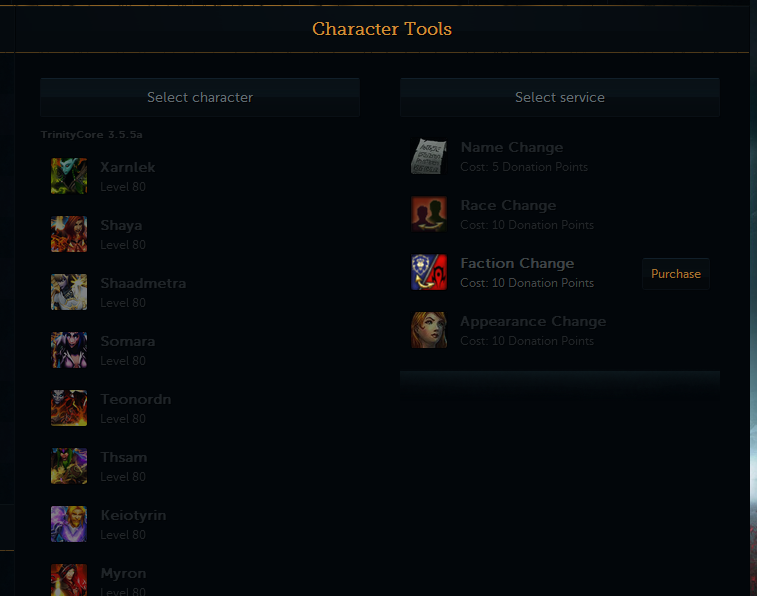 Character Tools
Select character
TrinityCore 3.5.5a
Xarnlek
Level 80
Shaya
Level 80
Shaadmetra
Level 80
Somara
Level 80
Teonordn
Level 80
Thsam
Level 80
Keiotyrin
Level 80
Myron
Level 80
Select service
Name Change
Cost: 5 Donation Points
Race Change
Cost: 10 Donation Points
Faction Change
Cost: 10 Donation Points
Purchase
Appearance Change
Cost: 10 Donation Points